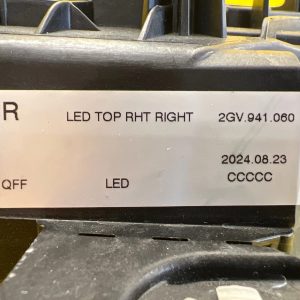 R LED TOP RHT RIGHT 2GV.941.060
2024.08.23
QFF LED CCCCC